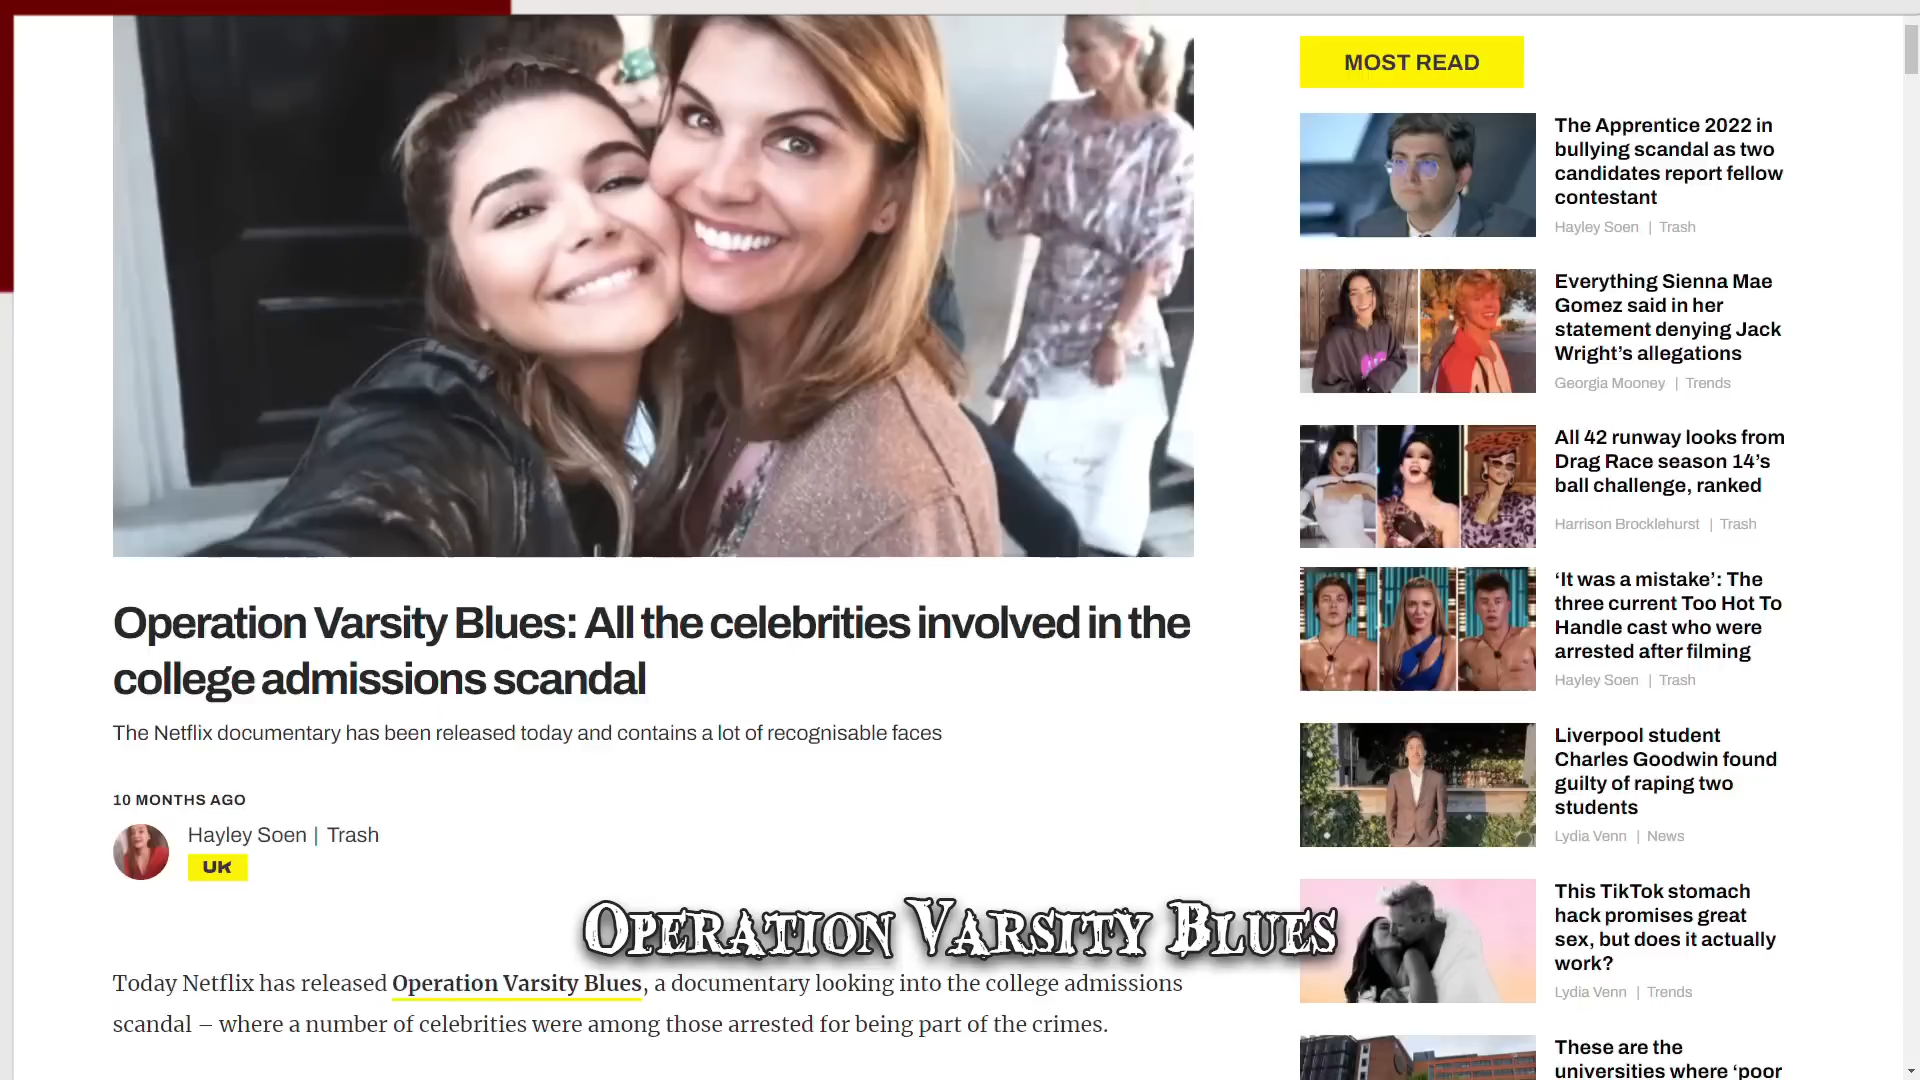 Operation Varsity Blues: All the celebrities involved in the
college admissions scandal
The Netflix documentary has been released today and contains a lot of recognisable faces
10 MONTHS AGO
Hayley Soen | Trash
UK
OPERATION VARSITY BLUES
Today Netflix has released Operation Varsity Blues, a documentary looking into the college admissions
scandal – where a number of celebrities were among those arrested for being part of the crimes.
MOST READ
The Apprentice 2022 in
bullying scandal as two
candidates report fellow
contestant
Hayley Soen | Trash
Everything Sienna Mae
Gomez said in her
statement denying Jack
Wright’s allegations
Georgia Mooney | Trends
All 42 runway looks from
Drag Race season 14’s
ball challenge, ranked
Harrison Brocklehurst | Trash
‘It was a mistake’: The
three current Too Hot To
Handle cast who were
arrested after filming
Hayley Soen | Trash
Liverpool student
Charles Goodwin found
guilty of raping two
students
Lydia Venn | News
This TikTok stomach
hack promises great
sex, but does it actually
work?
Lydia Venn | Trends
These are the
universities where ‘poor